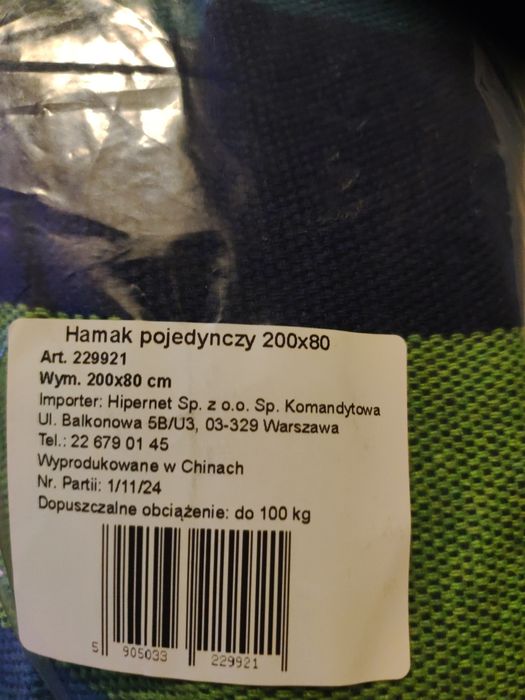 Hamak pojedynczy 200x80
Art. 229921
Wym. 200x80 cm
Importer: Hipernet Sp. z o.o. Sp. Komandytowa
Ul. Balkonowa 5B/U3, 03-329 Warszawa
Tel.: 22 679 01 45
Wyprodukowane w Chinach
Nr. Partii: 1/11/24
Dopuszczalne obciążenie: do 100 kg
5 905033 229921